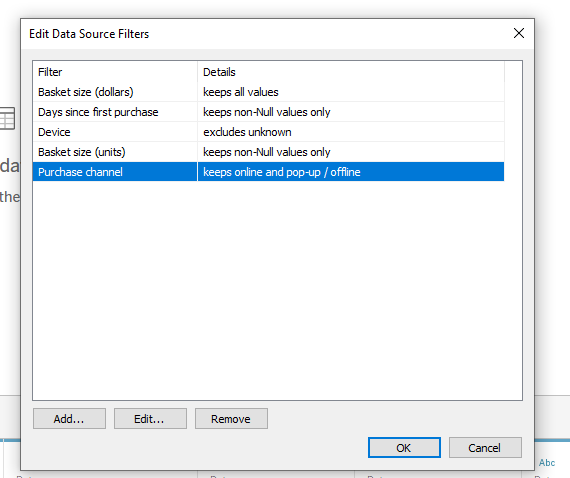 Edit Data Source Filters
Filter Details
Basket size (dollars) keeps all values
Days since first purchase keeps non-Null values only
Device excludes unknown
Basket size (units) keeps non-Null values only
Purchase channel keeps online and pop-up / offline
da
the
Add... Edit... Remove
OK Cancel
Abc